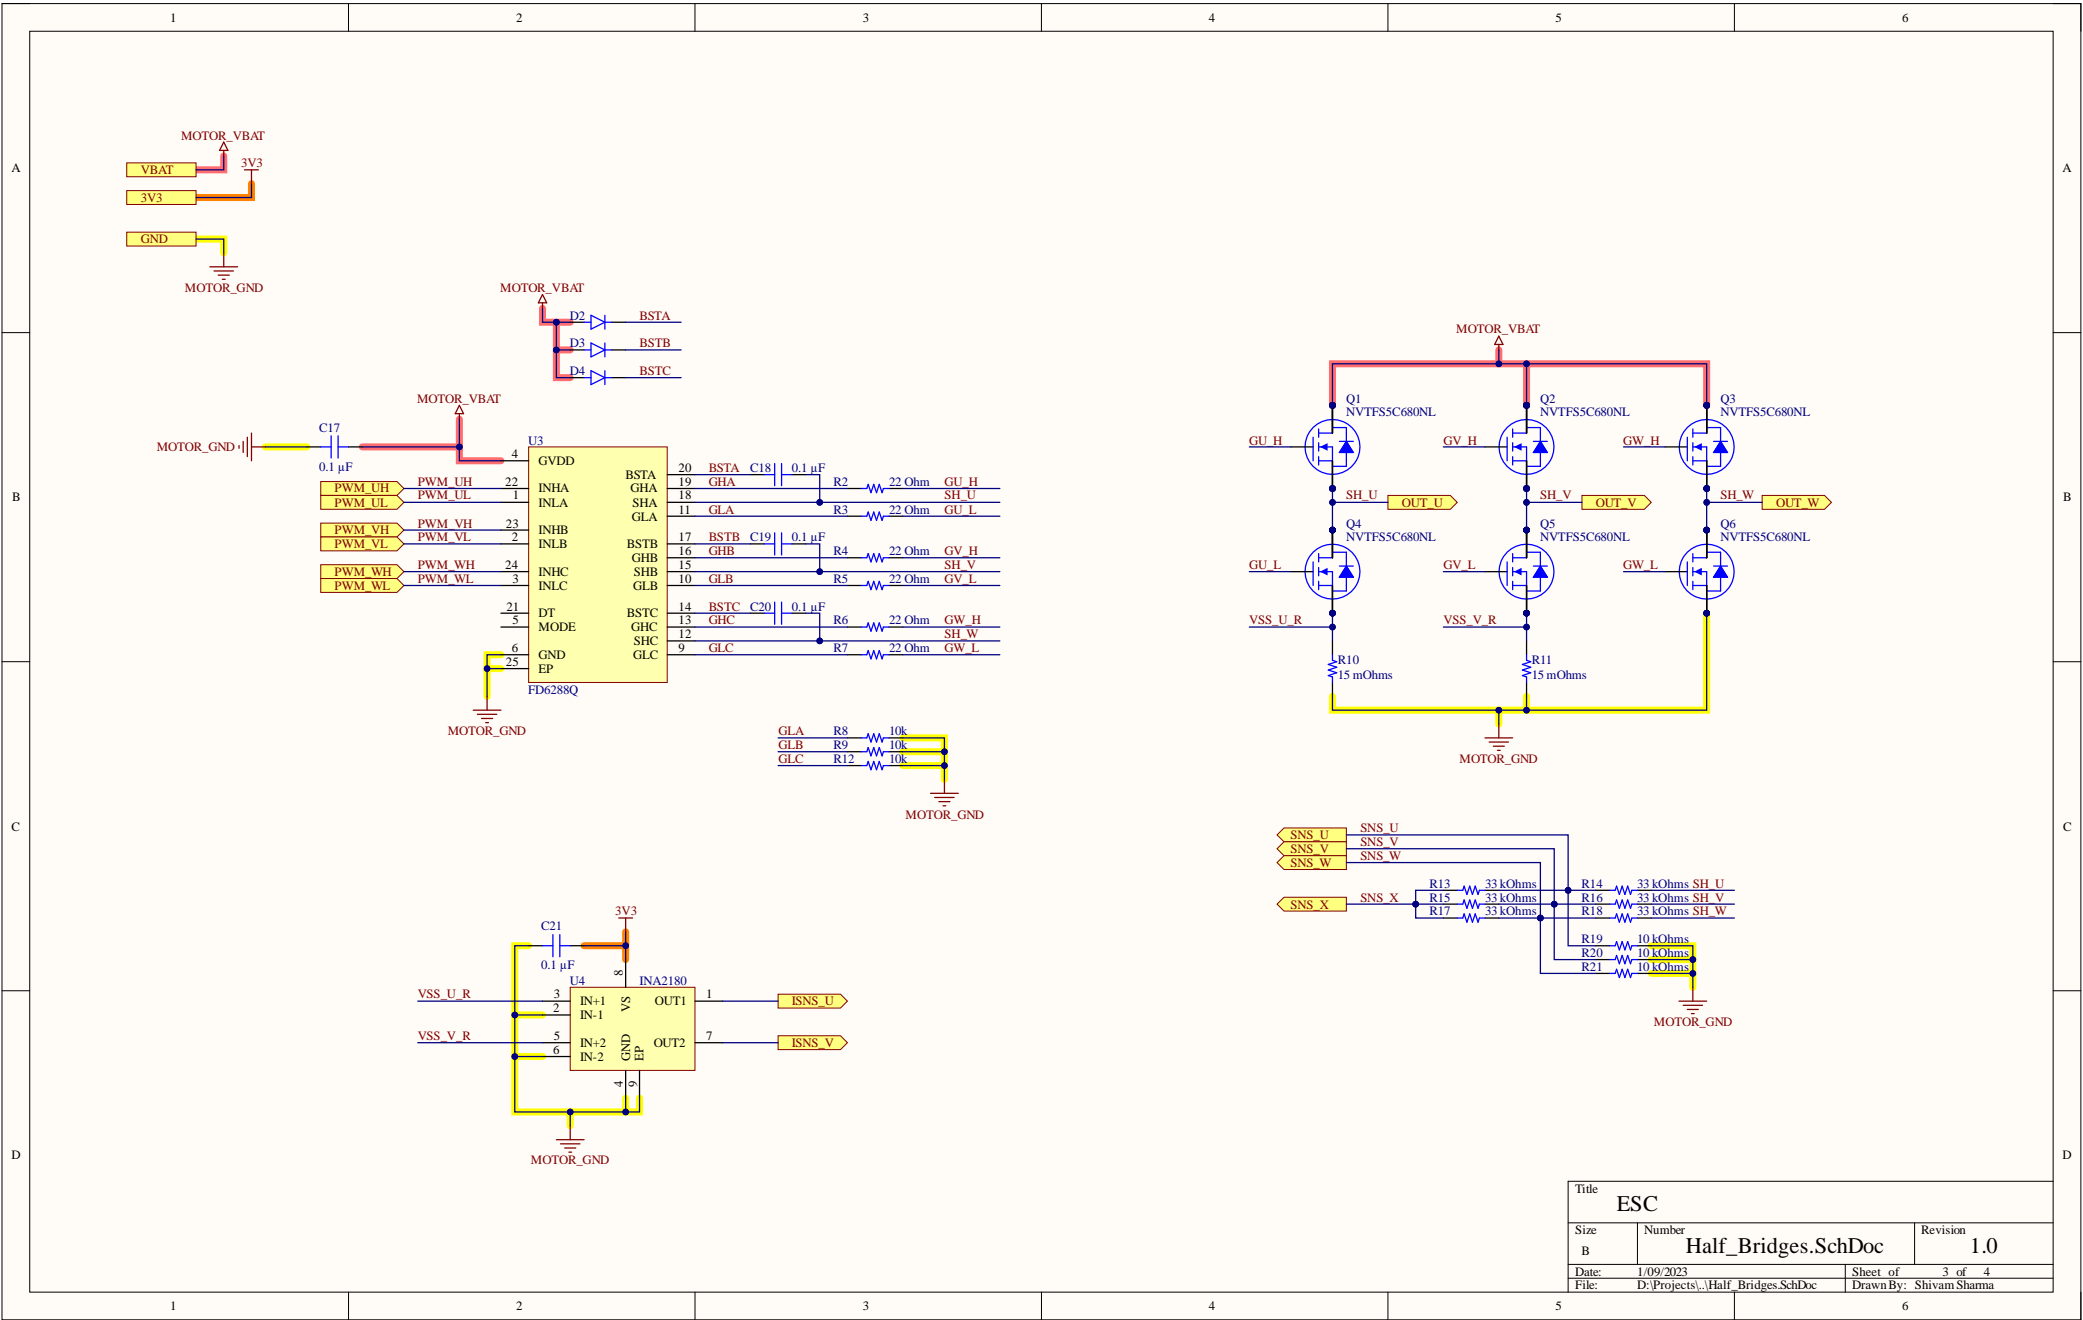 1 2 3 4 5 6
A A
B B
C C
D D
MOTOR_VBAT
VBAT
3V3
3V3
GND
MOTOR_GND
MOTOR_VBAT
D2 BSTA
D3 BSTB
D4 BSTC
MOTOR_VBAT
C17
MOTOR_GND
0.1 µF
U3
4 GVDD
PWM_UH PWM_UH 22 INHA
PWM_UL PWM_UL 1 INLA
PWM_VH PWM_VH 23 INHB
PWM_VL PWM_VL 2 INLB
PWM_WH PWM_WH 24 INHC
PWM_WL PWM_WL 3 INLC
21 DT
5 MODE
6 GND
25 EP
FD6288Q
MOTOR_GND
BSTA 20 BSTA C18 0.1 µF
GHA 19 GHA R2 22 Ohm GU_H
SHA 18 SH_U
GLA 11 GLA R3 22 Ohm GU_L
BSTB 17 BSTB C19 0.1 µF
GHB 16 GHB R4 22 Ohm GV_H
SHB 15 SH_V
GLB 10 GLB R5 22 Ohm GV_L
BSTC 14 BSTC C20 0.1 µF
GHC 13 GHC R6 22 Ohm GW_H
SHC 12 SH_W
GLC 9 GLC R7 22 Ohm GW_L
GLA R8 10k
GLB R9 10k
GLC R12 10k
MOTOR_GND
MOTOR_VBAT
Q1 Q2 Q3
NVTFS5C680NL NVTFS5C680NL NVTFS5C680NL
GU_H GV_H GW_H
SH_U OUT_U SH_V OUT_V SH_W OUT_W
Q4 Q5 Q6
NVTFS5C680NL NVTFS5C680NL NVTFS5C680NL
GU_L GV_L GW_L
VSS_U_R VSS_V_R
R10 R11
15 mOhms 15 mOhms
MOTOR_GND
SNS_U SNS_U
SNS_V SNS_V
SNS_W SNS_W
R13 33 kOhms R14 33 kOhms SH_U
SNS_X SNS_X R15 33 kOhms R16 33 kOhms SH_V
R17 33 kOhms R18 33 kOhms SH_W
R19 10 kOhms
R20 10 kOhms
R21 10 kOhms
MOTOR_GND
3V3
C21
0.1 µF
8
U4 INA2180
VSS_U_R 3 IN+1 VS OUT1 1 ISNS_U
2 IN-1
VSS_V_R 5 IN+2 GND EP OUT2 7 ISNS_V
6 IN-2
4 9
MOTOR_GND
Title
ESC
Size Number Revision
B Half_Bridges.SchDoc 1.0
Date: 1/09/2023 Sheet of 3 of 4
File: D:\Projects\..\Half_Bridges.SchDoc Drawn By: Shivam Sharma
1 2 3 4 5 6